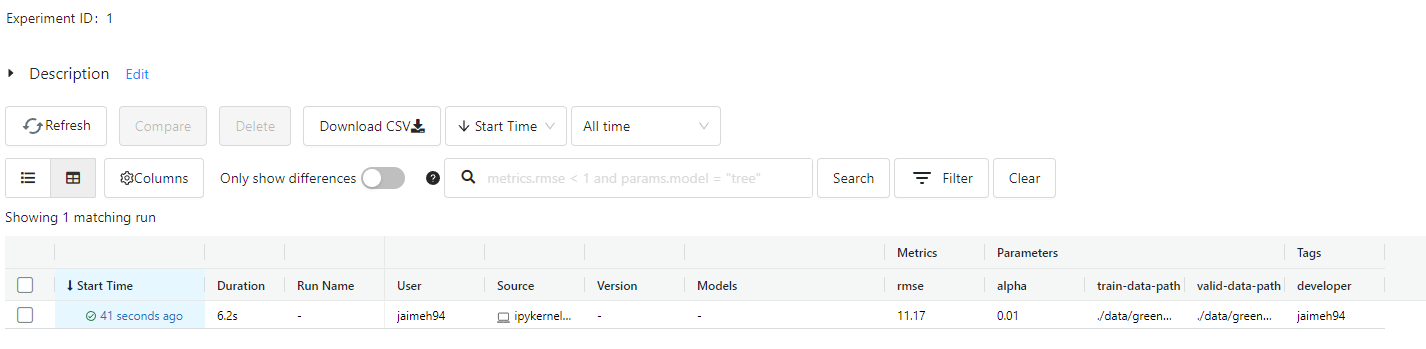 Experiment ID: 1
Description Edit
Refresh Compare Delete Download CSV Start Time All time
Columns Only show differences ? metrics.rmse < 1 and params.model = "tree" Search Filter Clear
Showing 1 matching run
Metrics Parameters Tags
Start Time Duration Run Name User Source Version Models rmse alpha train-data-path valid-data-path developer
41 seconds ago 6.2s - jaimeh94 ipykernel... - - 11.17 0.01 ./data/green... ./data/green... jaimeh94